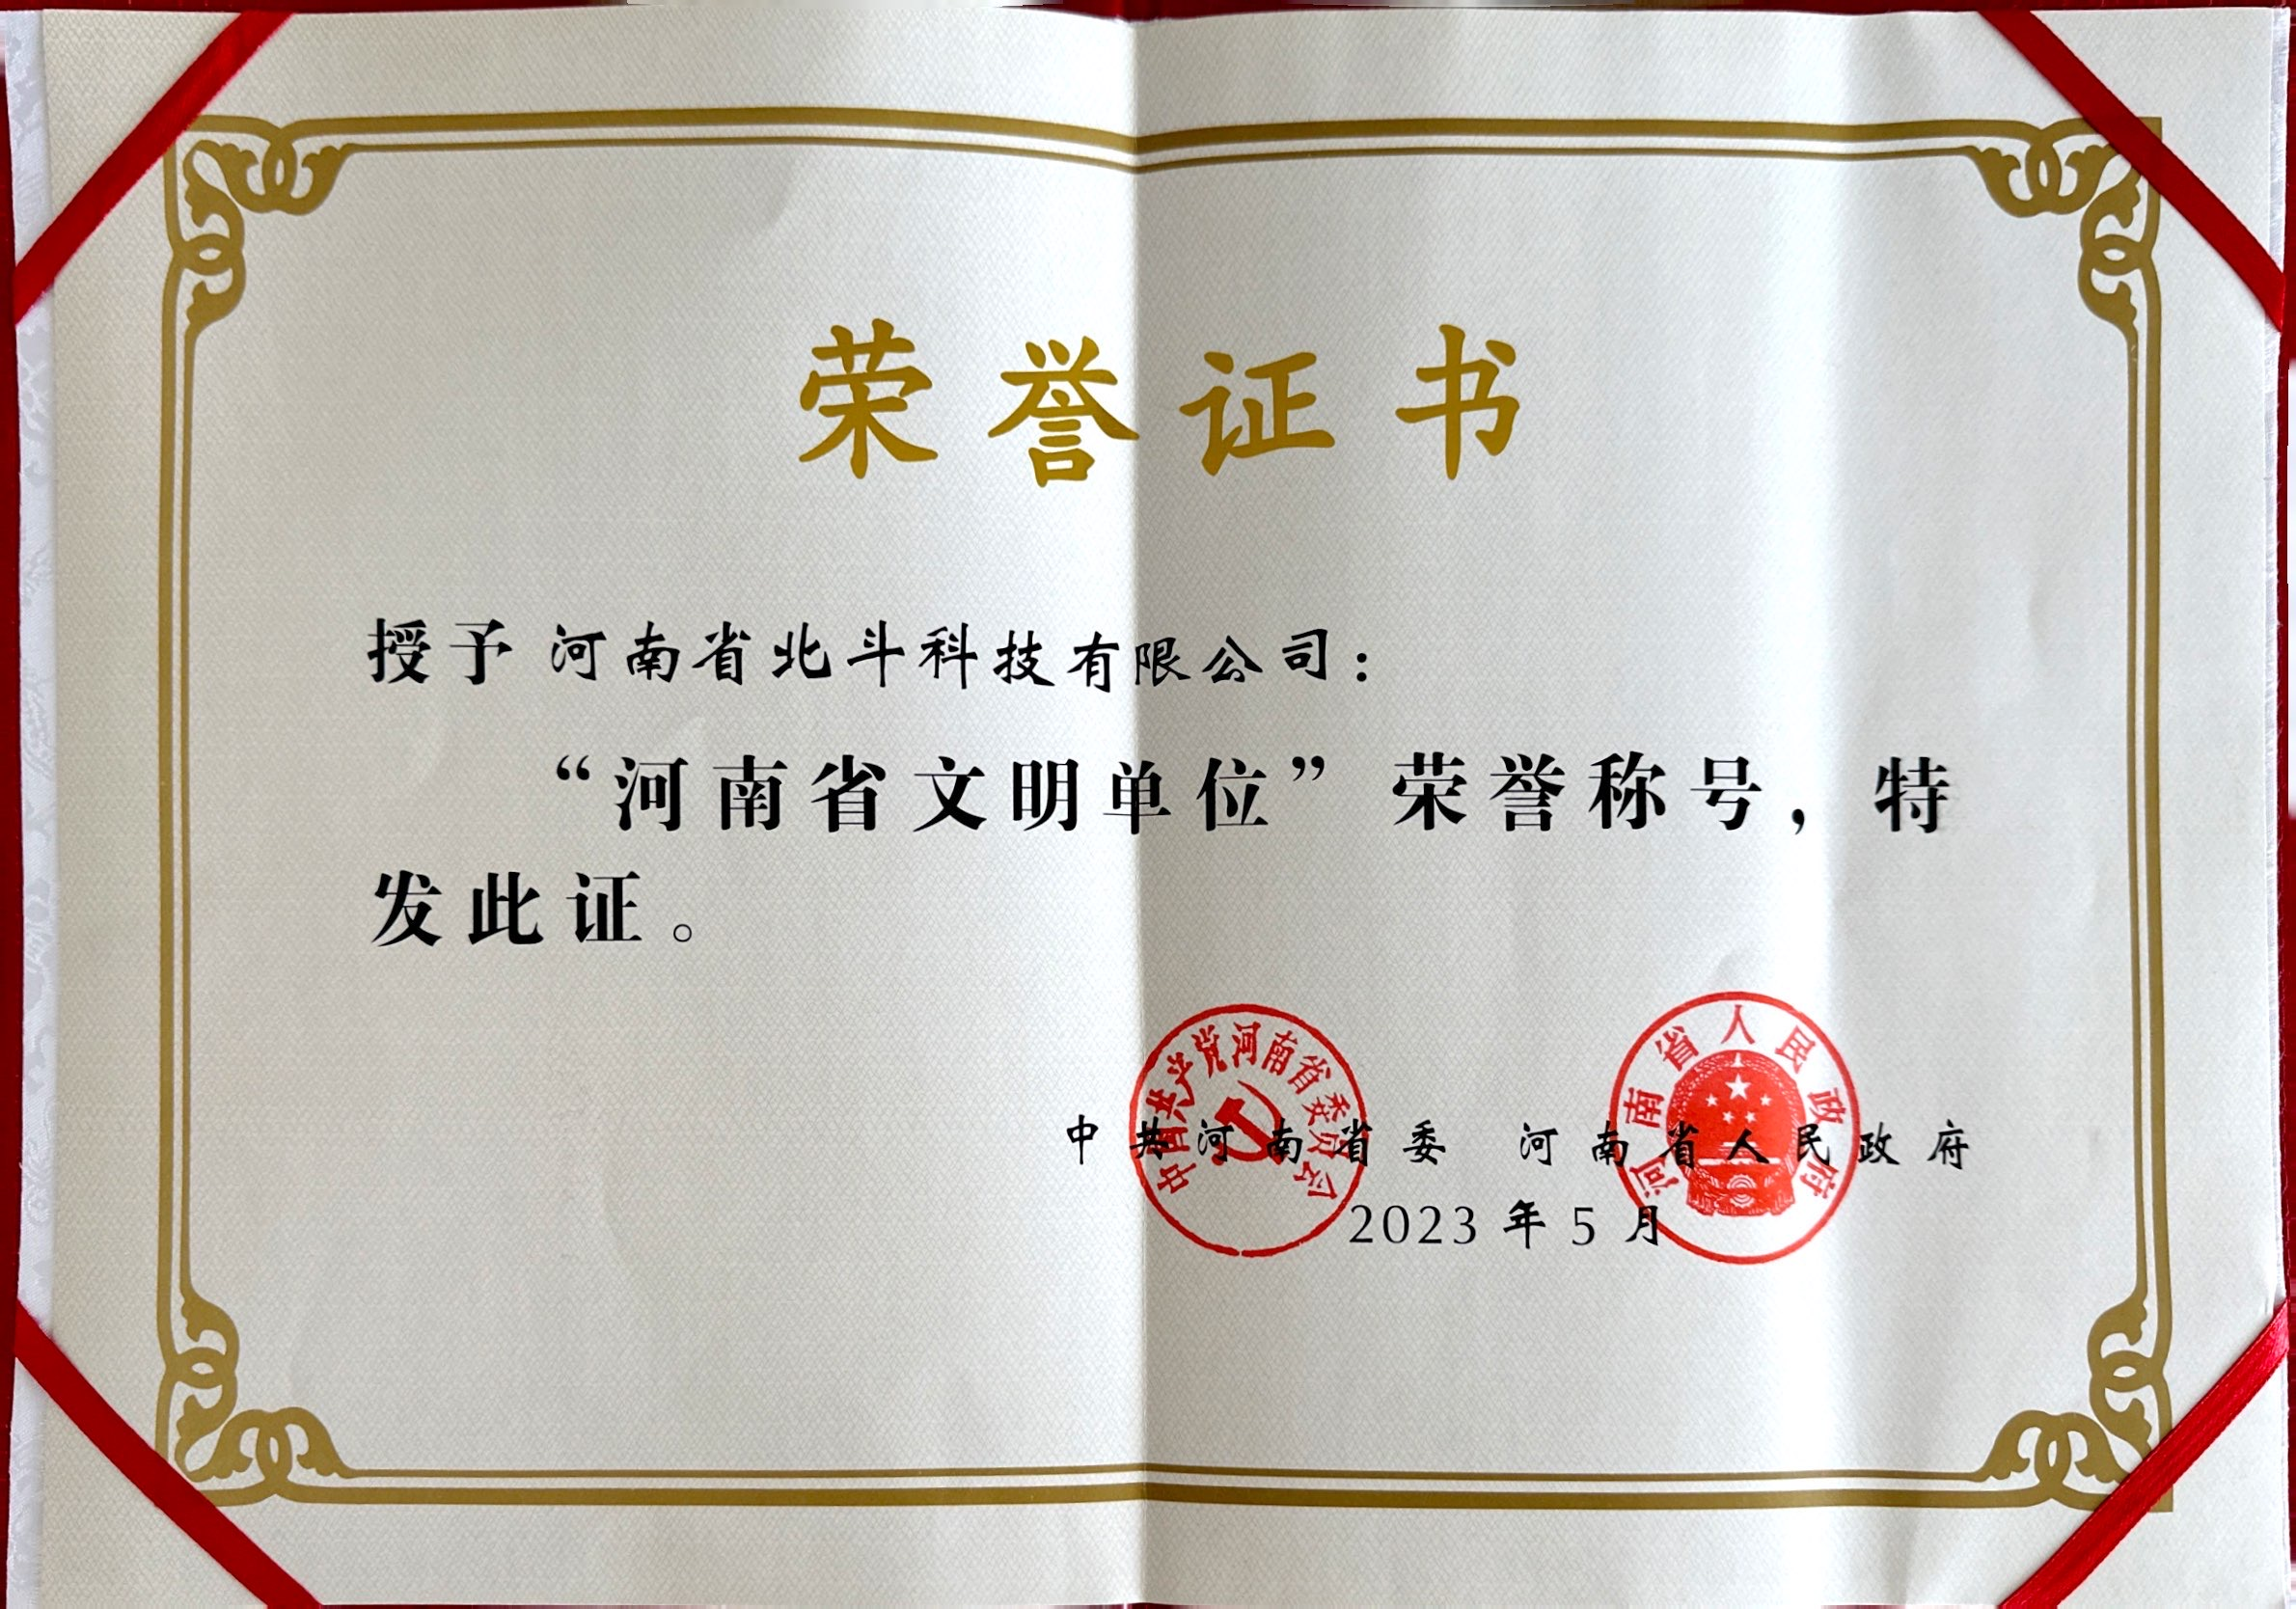 荣誉证书
授予 河南省北斗科技有限公司：
“河南省文明单位”荣誉称号，特
发此证。
中国共产党河南省委员会
河南省人民政府
中共河南省委 河南省人民政府
2023年5月